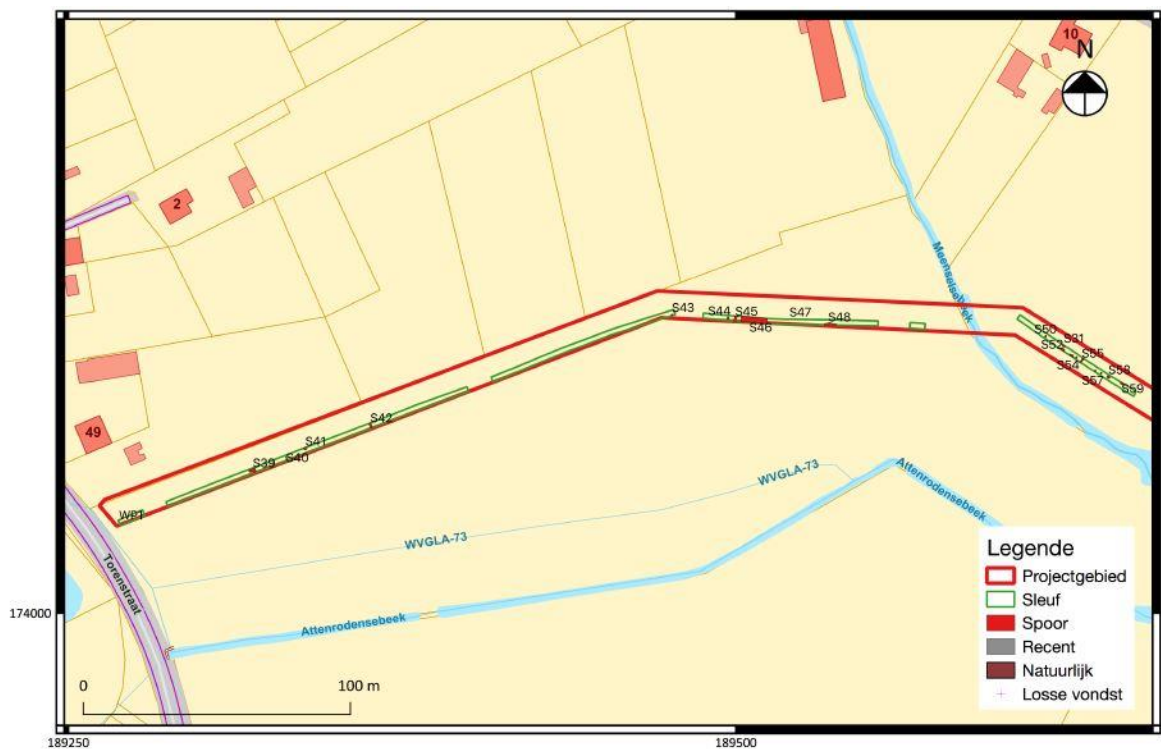 10
N
2
Meenselsebeek
S43
S44
S45
S47
S48
S46
S50
S31
S52
S55
S54
S58
S57
S59
49
S42
S41
S39
S40
WP1
WVGLA-73
WVGLA-73
Attenrodensebeek
Torenstraat
Attenrodensebeek
174000
0
100 m
Legende
Projectgebied
Sleuf
Spoor
Recent
Natuurlijk
Losse vondst
189250
189500